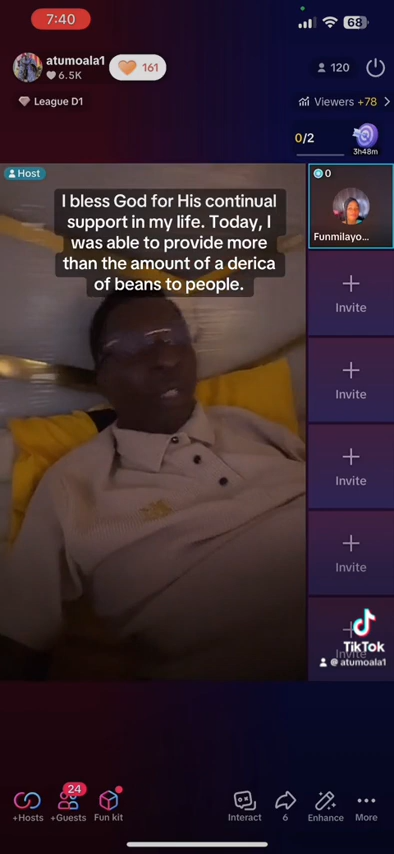 7:40
68
atumoala1
6.5K
161
120
League D1
Viewers +78
0/2
3h48m
Host
0
Funmilayo...
I bless God for His continual
support in my life. Today, I
was able to provide more
than the amount of a derica
of beans to people.
Invite
Invite
Invite
Invite
Invite
TikTok
@atumoala1
24
+Hosts
+Guests
Fun kit
Interact
6
Enhance
More